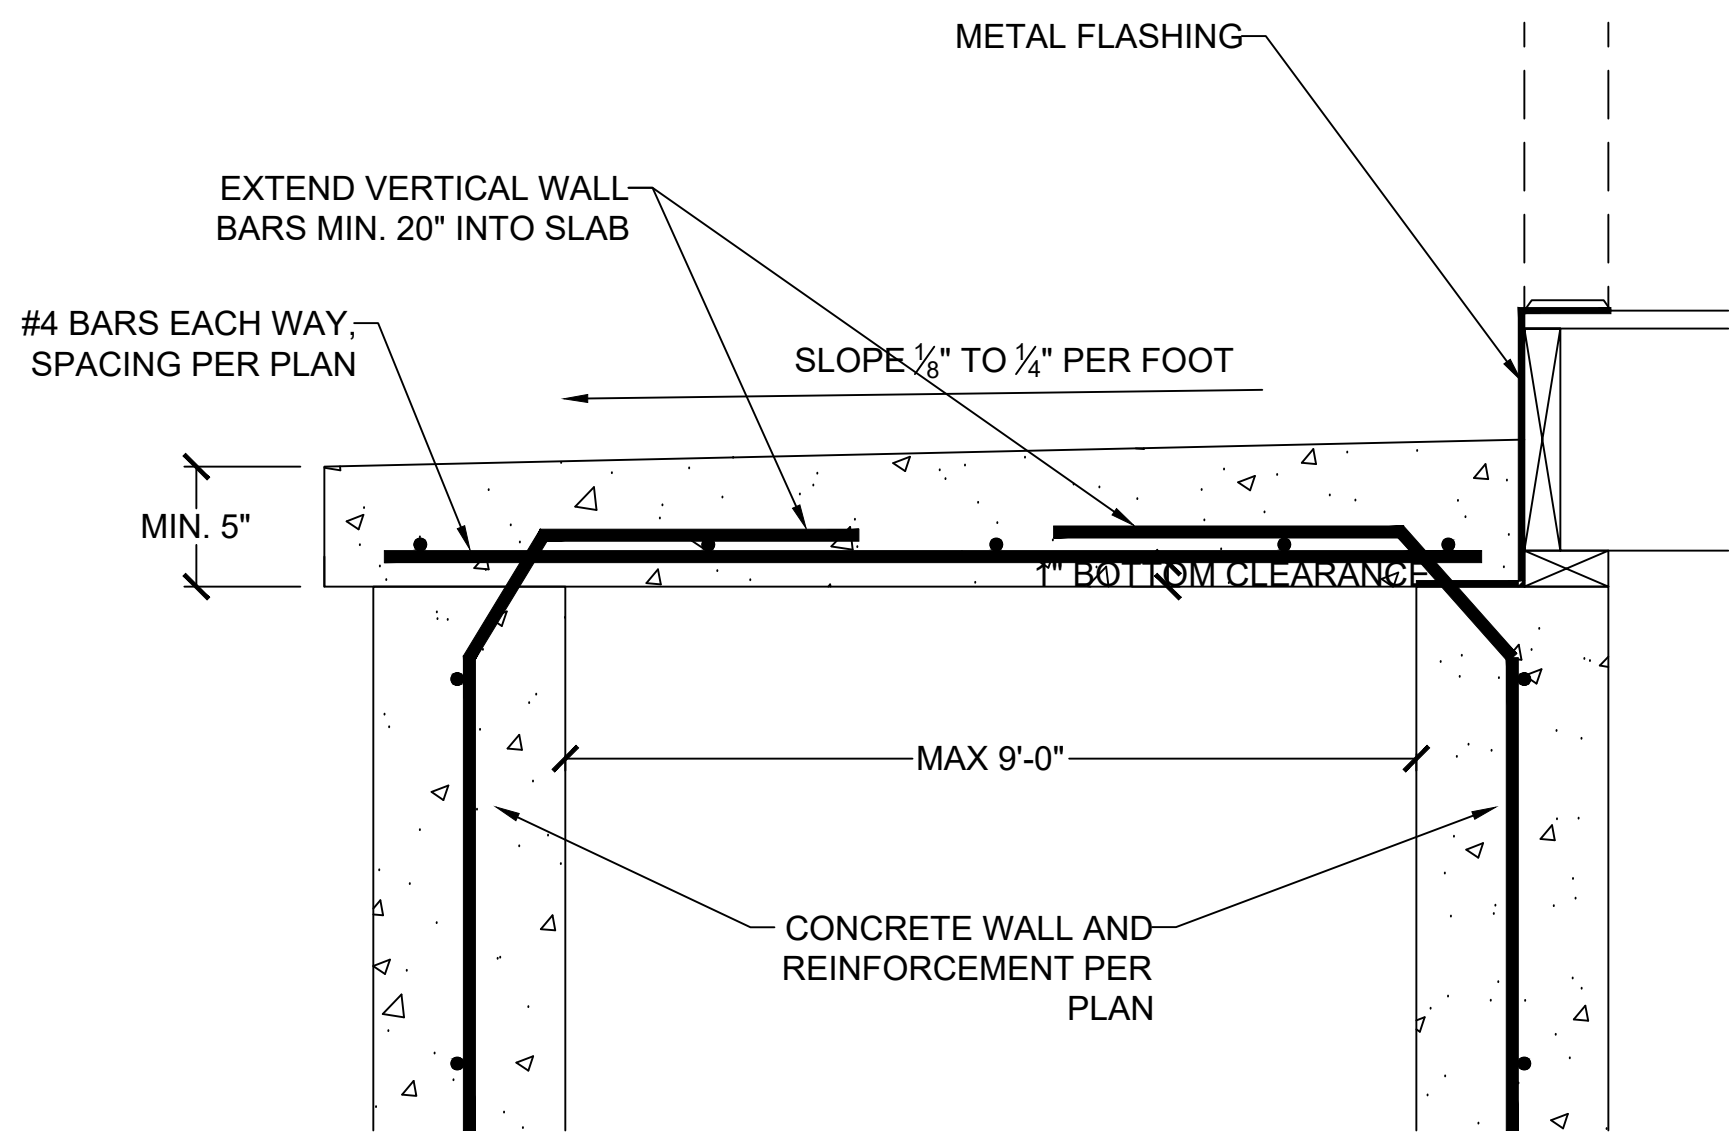 METAL FLASHING
EXTEND VERTICAL WALL
BARS MIN. 20" INTO SLAB
#4 BARS EACH WAY,
SPACING PER PLAN
SLOPE ⅛" TO ¼" PER FOOT
MIN. 5"
1" BOTTOM CLEARANCE
MAX 9'-0"
CONCRETE WALL AND
REINFORCEMENT PER
PLAN